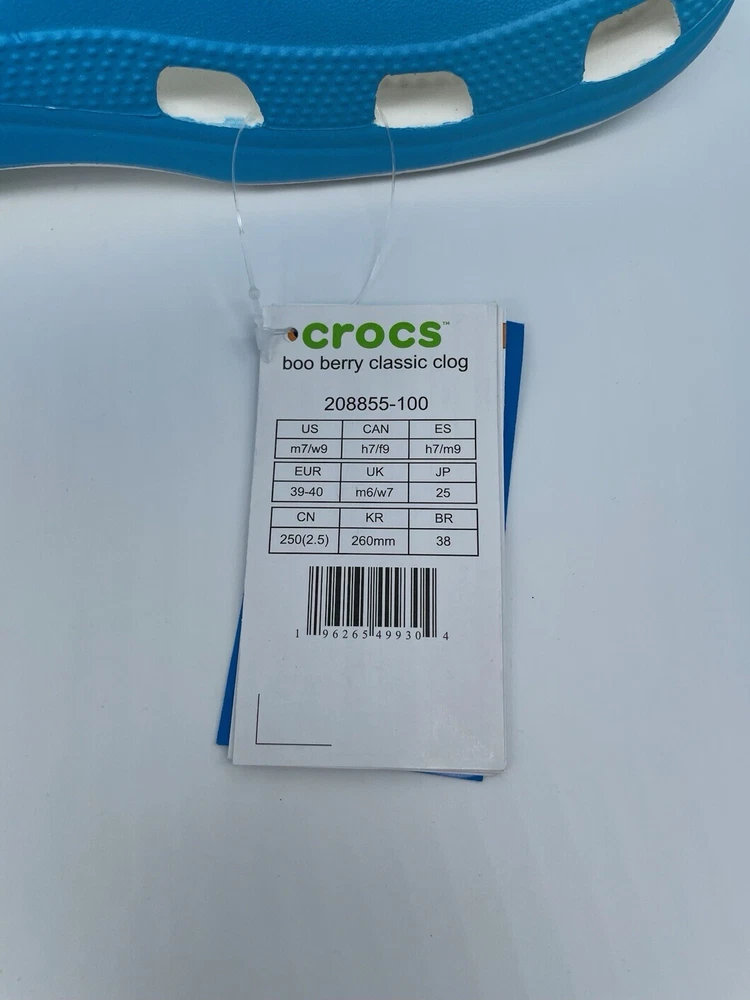 crocs™
boo berry classic clog
208855-100
US CAN ES
m7/w9 h7/f9 h7/m9
EUR UK JP
39-40 m6/w7 25
CN KR BR
250(2.5) 260mm 38
1 96265 49930 4